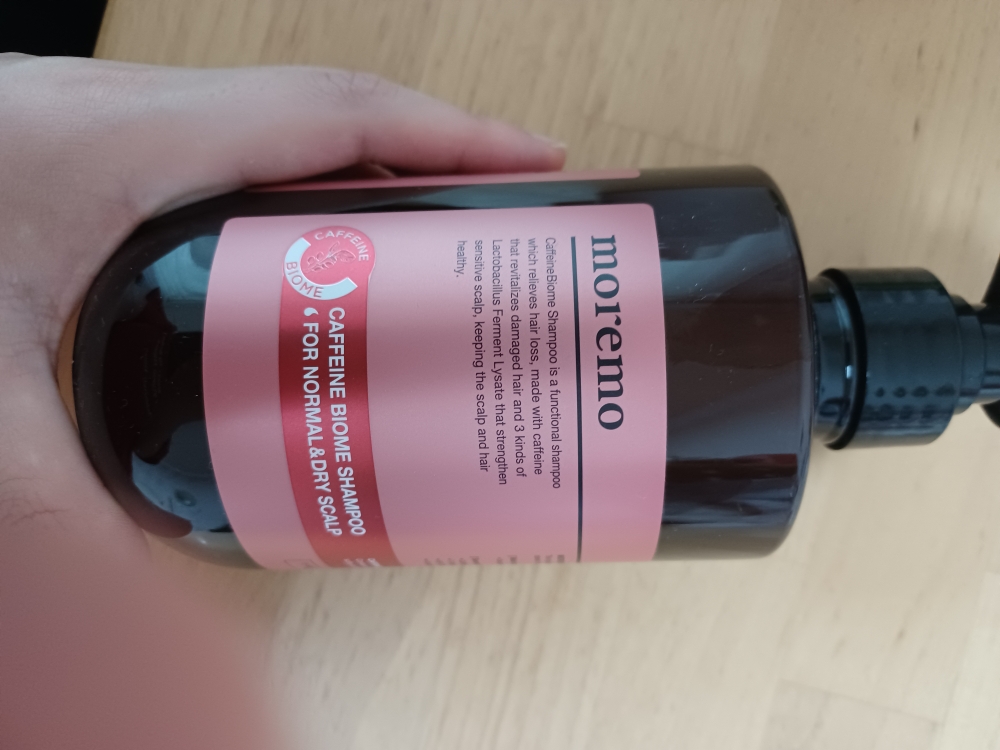 moremo
CaffeineBiome Shampoo is a functional shampoo
which relieves hair loss, made with caffeine
that revitalizes damaged hair and 3 kinds of
Lactobacillus Ferment Lysate that strengthen
sensitive scalp, keeping the scalp and hair
healthy.
CAFFEINE
BIOME
CAFFEINE BIOME SHAMPOO
FOR NORMAL&DRY SCALP